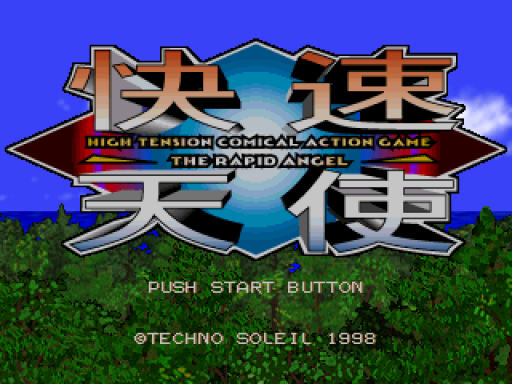 快速
HIGH TENSION COMICAL ACTION GAME
THE RAPID ANGEL
天使
PUSH START BUTTON
©TECHNO SOLEIL 1998